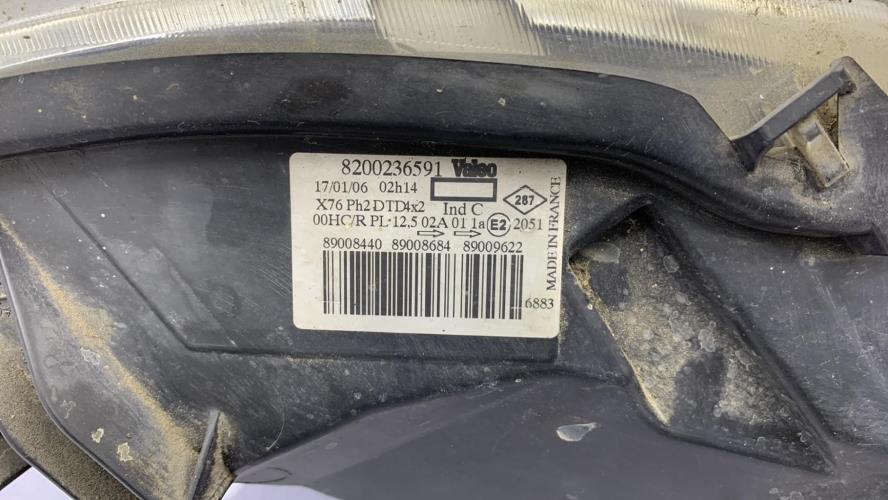 8200236591 Valeo
17/01/06 02h14
X76 Ph2 DTD4x2 Ind C 287
00HC/R PL:12,5 02A 01 1a E2 2051
89008440 89008684 89009622
6883
MADE IN FRANCE